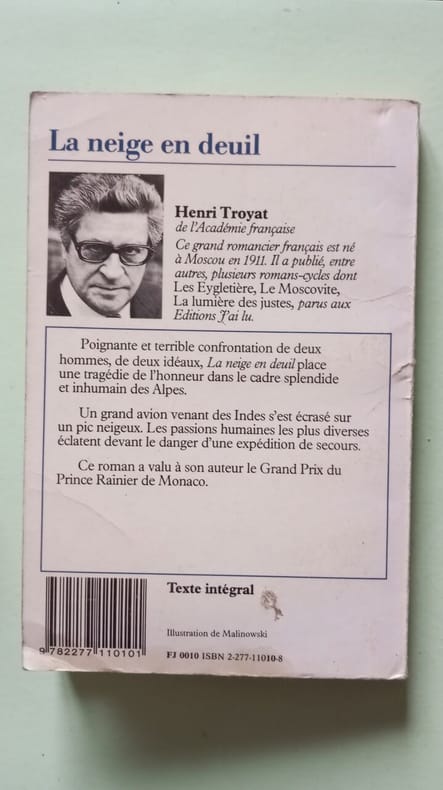 La neige en deuil
Henri Troyat
de l'Académie française
Ce grand romancier français est né
à Moscou en 1911. Il a publié, entre
autres, plusieurs romans-cycles dont
Les Eygletière, Le Moscovite,
La lumière des justes, parus aux
Editions J'ai lu.
Poignante et terrible confrontation de deux
hommes, de deux idéaux, La neige en deuil place
une tragédie de l'honneur dans le cadre splendide
et inhumain des Alpes.
Un grand avion venant des Indes s'est écrasé sur
un pic neigeux. Les passions humaines les plus diverses
éclatent devant le danger d'une expédition de secours.
Ce roman a valu à son auteur le Grand Prix du
Prince Rainier de Monaco.
Texte intégral
Illustration de Malinowski
9 782277 110101
FJ 0010 ISBN 2-277-11010-8